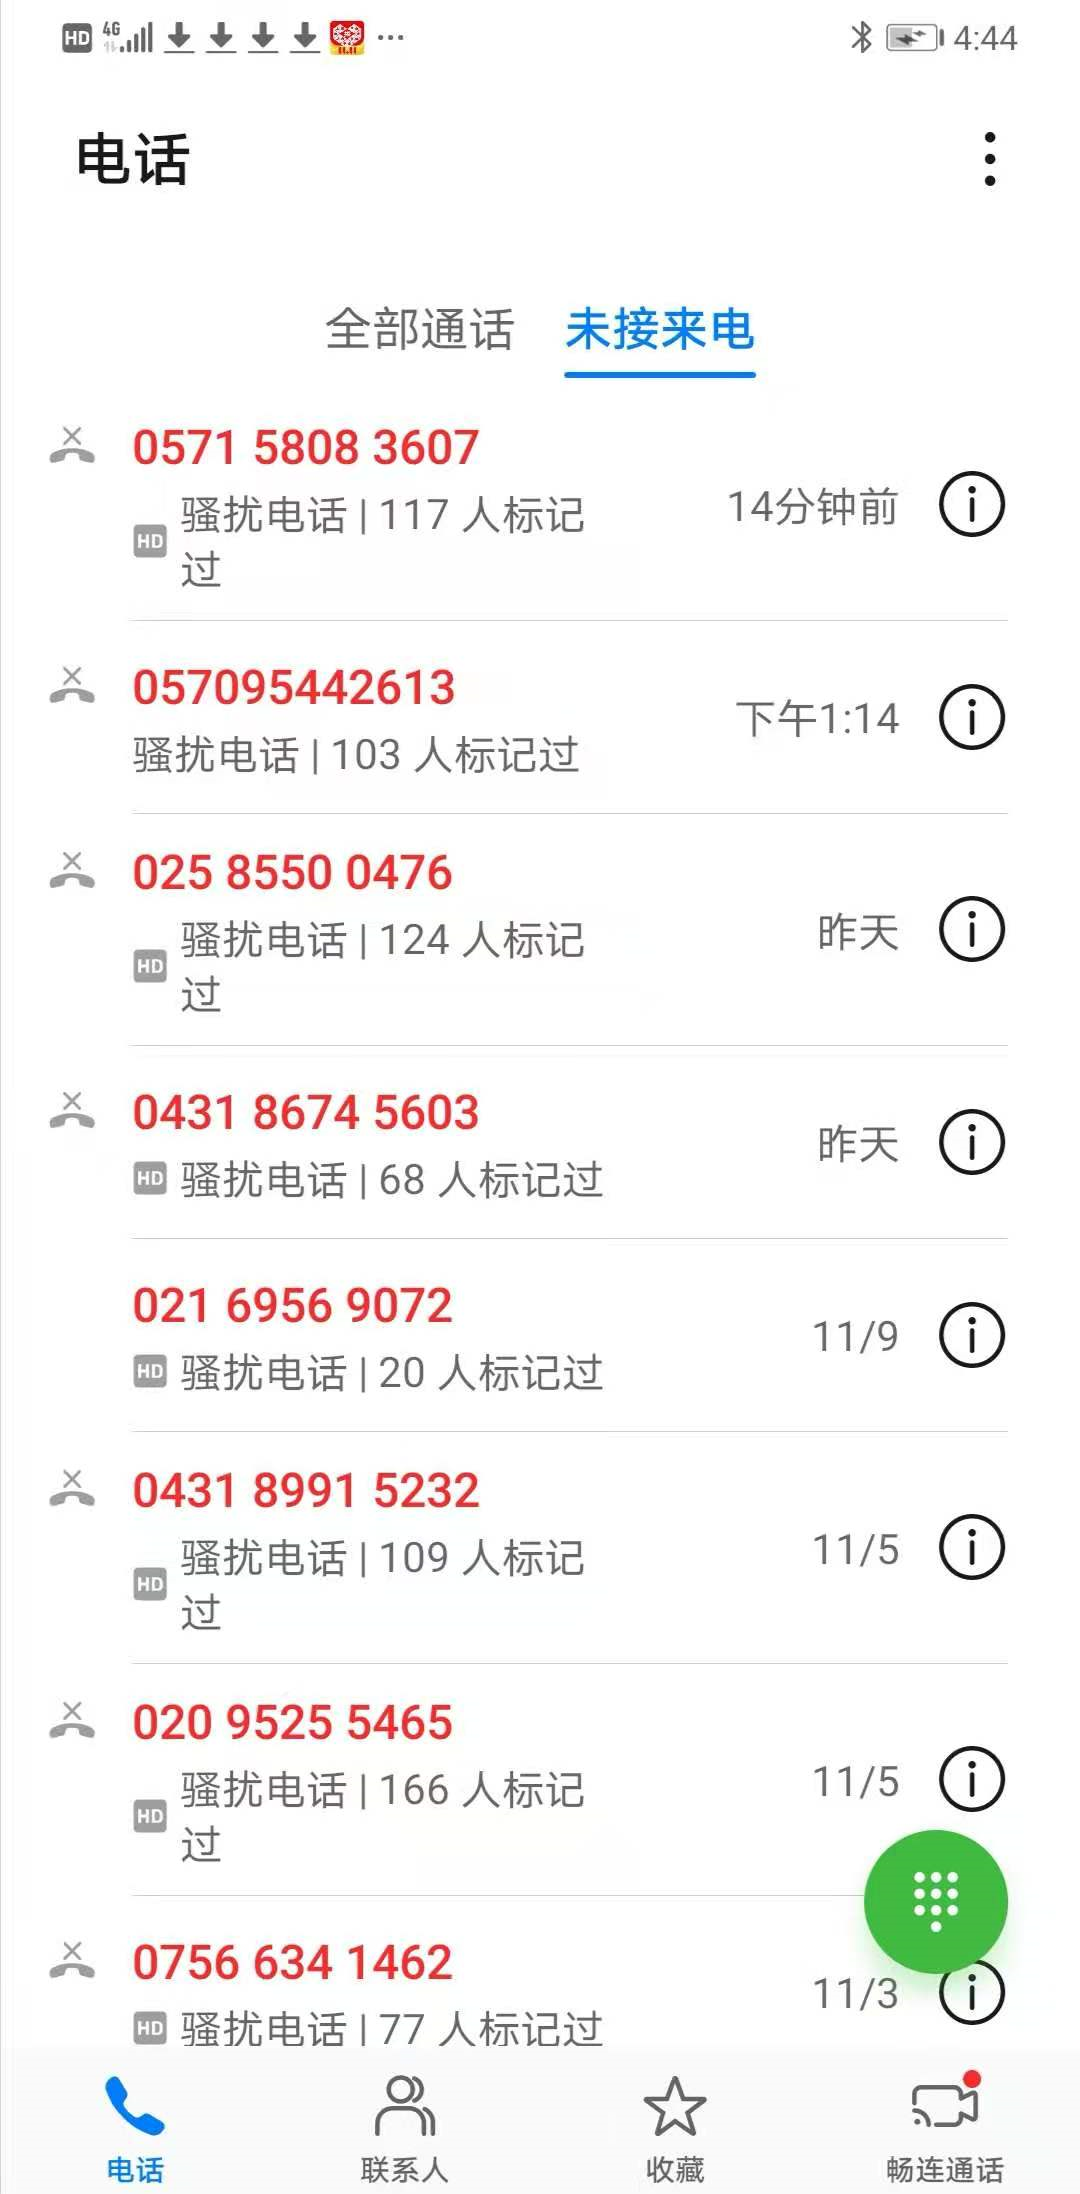 HD 4G 4:44
电话
全部通话 未接来电
0571 5808 3607
骚扰电话 | 117 人标记
14分钟前
HD
过
057095442613
下午1:14
骚扰电话 | 103 人标记过
025 8550 0476
骚扰电话 | 124 人标记
昨天
HD
过
0431 8674 5603
昨天
HD 骚扰电话 | 68 人标记过
021 6956 9072
11/9
HD 骚扰电话 | 20 人标记过
0431 8991 5232
骚扰电话 | 109 人标记
11/5
HD
过
020 9525 5465
骚扰电话 | 166 人标记
11/5
HD
过
0756 634 1462
11/3
HD 骚扰电话 | 77 人标记过
电话 联系人 收藏 畅连通话